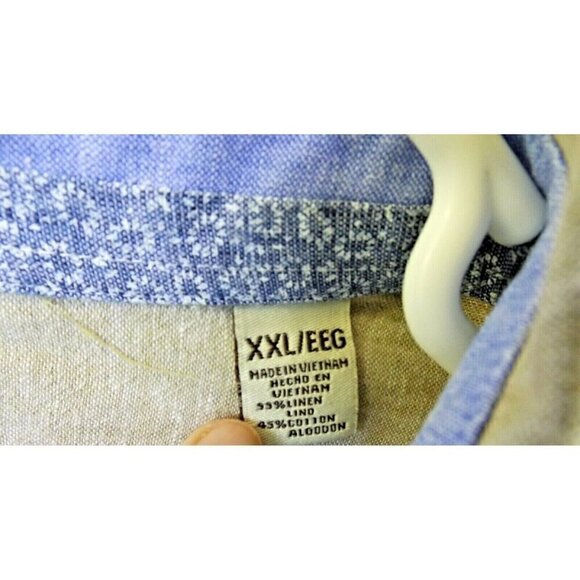 XXL/EEG
MADE IN VIETNAM
HECHO EN
VIETNAM
55% LINEN
LINO
45% COTTON
ALGODON